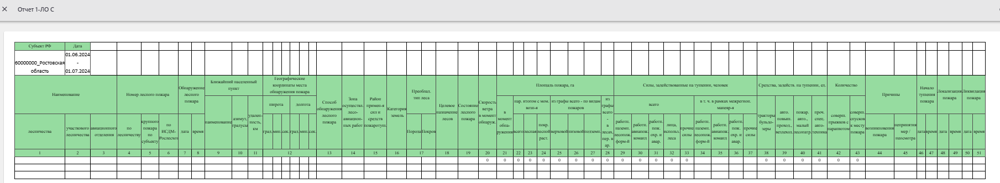 Отчет 1-ЛО С
Субъект РФ Дата
60000000_Ростовская область 01.06.2024 - 01.07.2024
Наименование
Номер лесного пожара
Обнаружение лесного пожара
Ближайший населенный пункт
Географические координаты места обнаружения пожара
Способ обнаружения лесного пожара
Зона осуществл. лесо-авиацион-ных работ
Район примен-я сил и средств пожаротуш.
Категория земель
Преоблад. тип леса
Целевое назначение лесов
Состояние лесного пожара
Скорость ветра в момент обнаруж.
Площадь пожара, га
Силы, задействованные на тушении, человек
Средства, задейств. на тушении, ед.
Количество
Причины
Начало тушения пожара
Локализация пожара
Ликвидация пожара
широта долгота
в момент обна-ружения
нар. итогом с мом. возн-я
из графы всего - по видам пожаров
из графы всего - в лесах, пер. в ар.
всего
в т. ч. в рамках межрегион. маневр-я
лесничества
участкового лесничества
авиационного отделения
по лесничеству
крупного пожара по субъекту
по ИСДМ-Рослесхоз
дата время
наименование
азимут, градусы
удален-ность, км
град. мин. сек. град. мин. сек.
Порода Покров
всего лесная
покр. лесной раст.
верховой низовой подземн.
работн. наземн. лесопож. форм-й
работн. авиапож. команд
работн. пож. охр. и авар.
лица, использ. леса
прочие силы
работн. наземн. лесопож. форм-й
работн. авиапож. команд
работн. пож. охр. и авар.
прочие силы
тракторы бульдо-зеры
авто. повыш. проход., вездеход.
пожар. авто., малый лесопатр.
проч. спец. авто-техника
соверш. прыжков с парашютом
соверш. спусков к месту пожара
возникновения пожара
неприятия мер / неосмотра
дата время дата время дата время
1 2 3 4 5 6 7 8 9 10 11 12 13 14 15 16 17 18 19 20 21 22 23 24 25 26 27 28 29 30 31 32 33 34 35 36 37 38 39 40 41 42 43 44 45 46 47 48 49 50 51
0 0 0 0 0 0 0 0 0 0 0 0 0 0 0 0 0 0 0 0